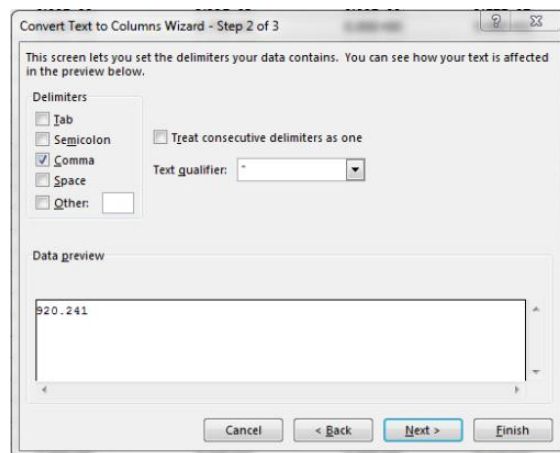 Convert Text to Columns Wizard - Step 2 of 3
This screen lets you set the delimiters your data contains. You can see how your text is affected
in the preview below.
Delimiters
Tab
Semicolon
Comma
Space
Other:
Treat consecutive delimiters as one
Text qualifier: "
Data preview
920.241
Cancel
< Back
Next >
Finish